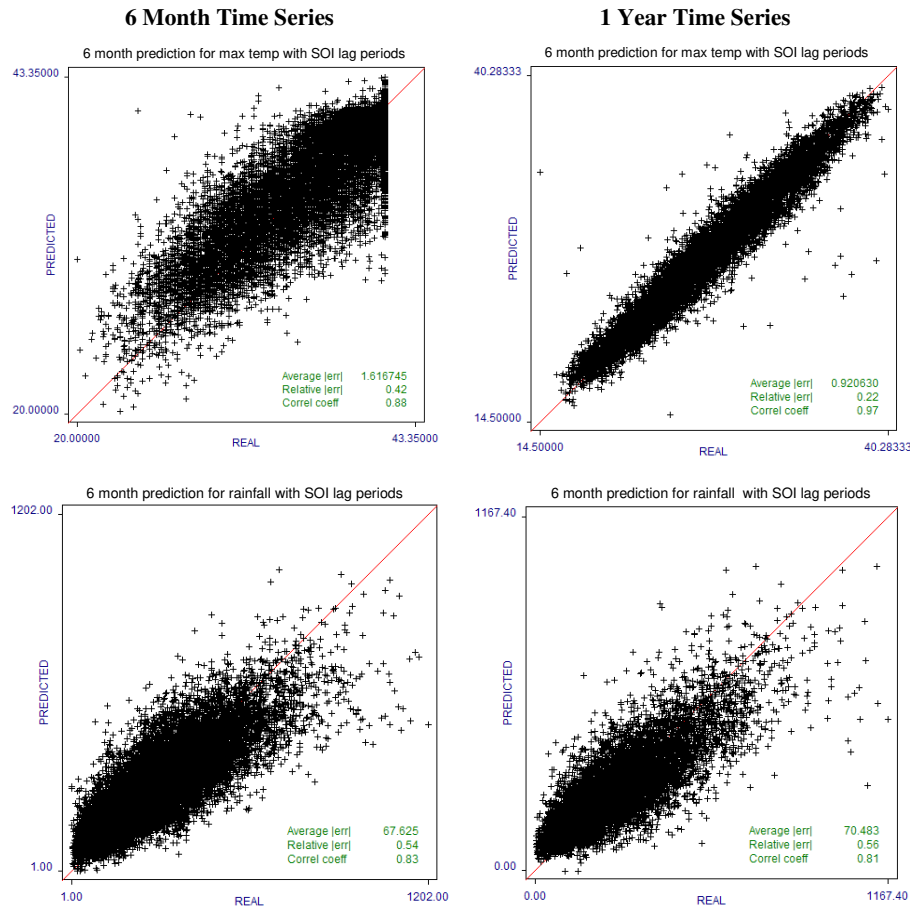 6 Month Time Series
1 Year Time Series
6 month prediction for max temp with SOI lag periods
43.35000
PREDICTED
20.00000
Average |err| 1.616745
Relative |err| 0.42
Correl coeff 0.88
20.00000
REAL
43.35000
6 month prediction for max temp with SOI lag periods
40.28333
PREDICTED
14.50000
Average |err| 0.920630
Relative |err| 0.22
Correl coeff 0.97
14.50000
REAL
40.28333
6 month prediction for rainfall with SOI lag periods
1202.00
PREDICTED
1.00
Average |err| 67.625
Relative |err| 0.54
Correl coeff 0.83
1.00
REAL
1202.00
6 month prediction for rainfall with SOI lag periods
1167.40
PREDICTED
0.00
Average |err| 70.483
Relative |err| 0.56
Correl coeff 0.81
0.00
REAL
1167.40